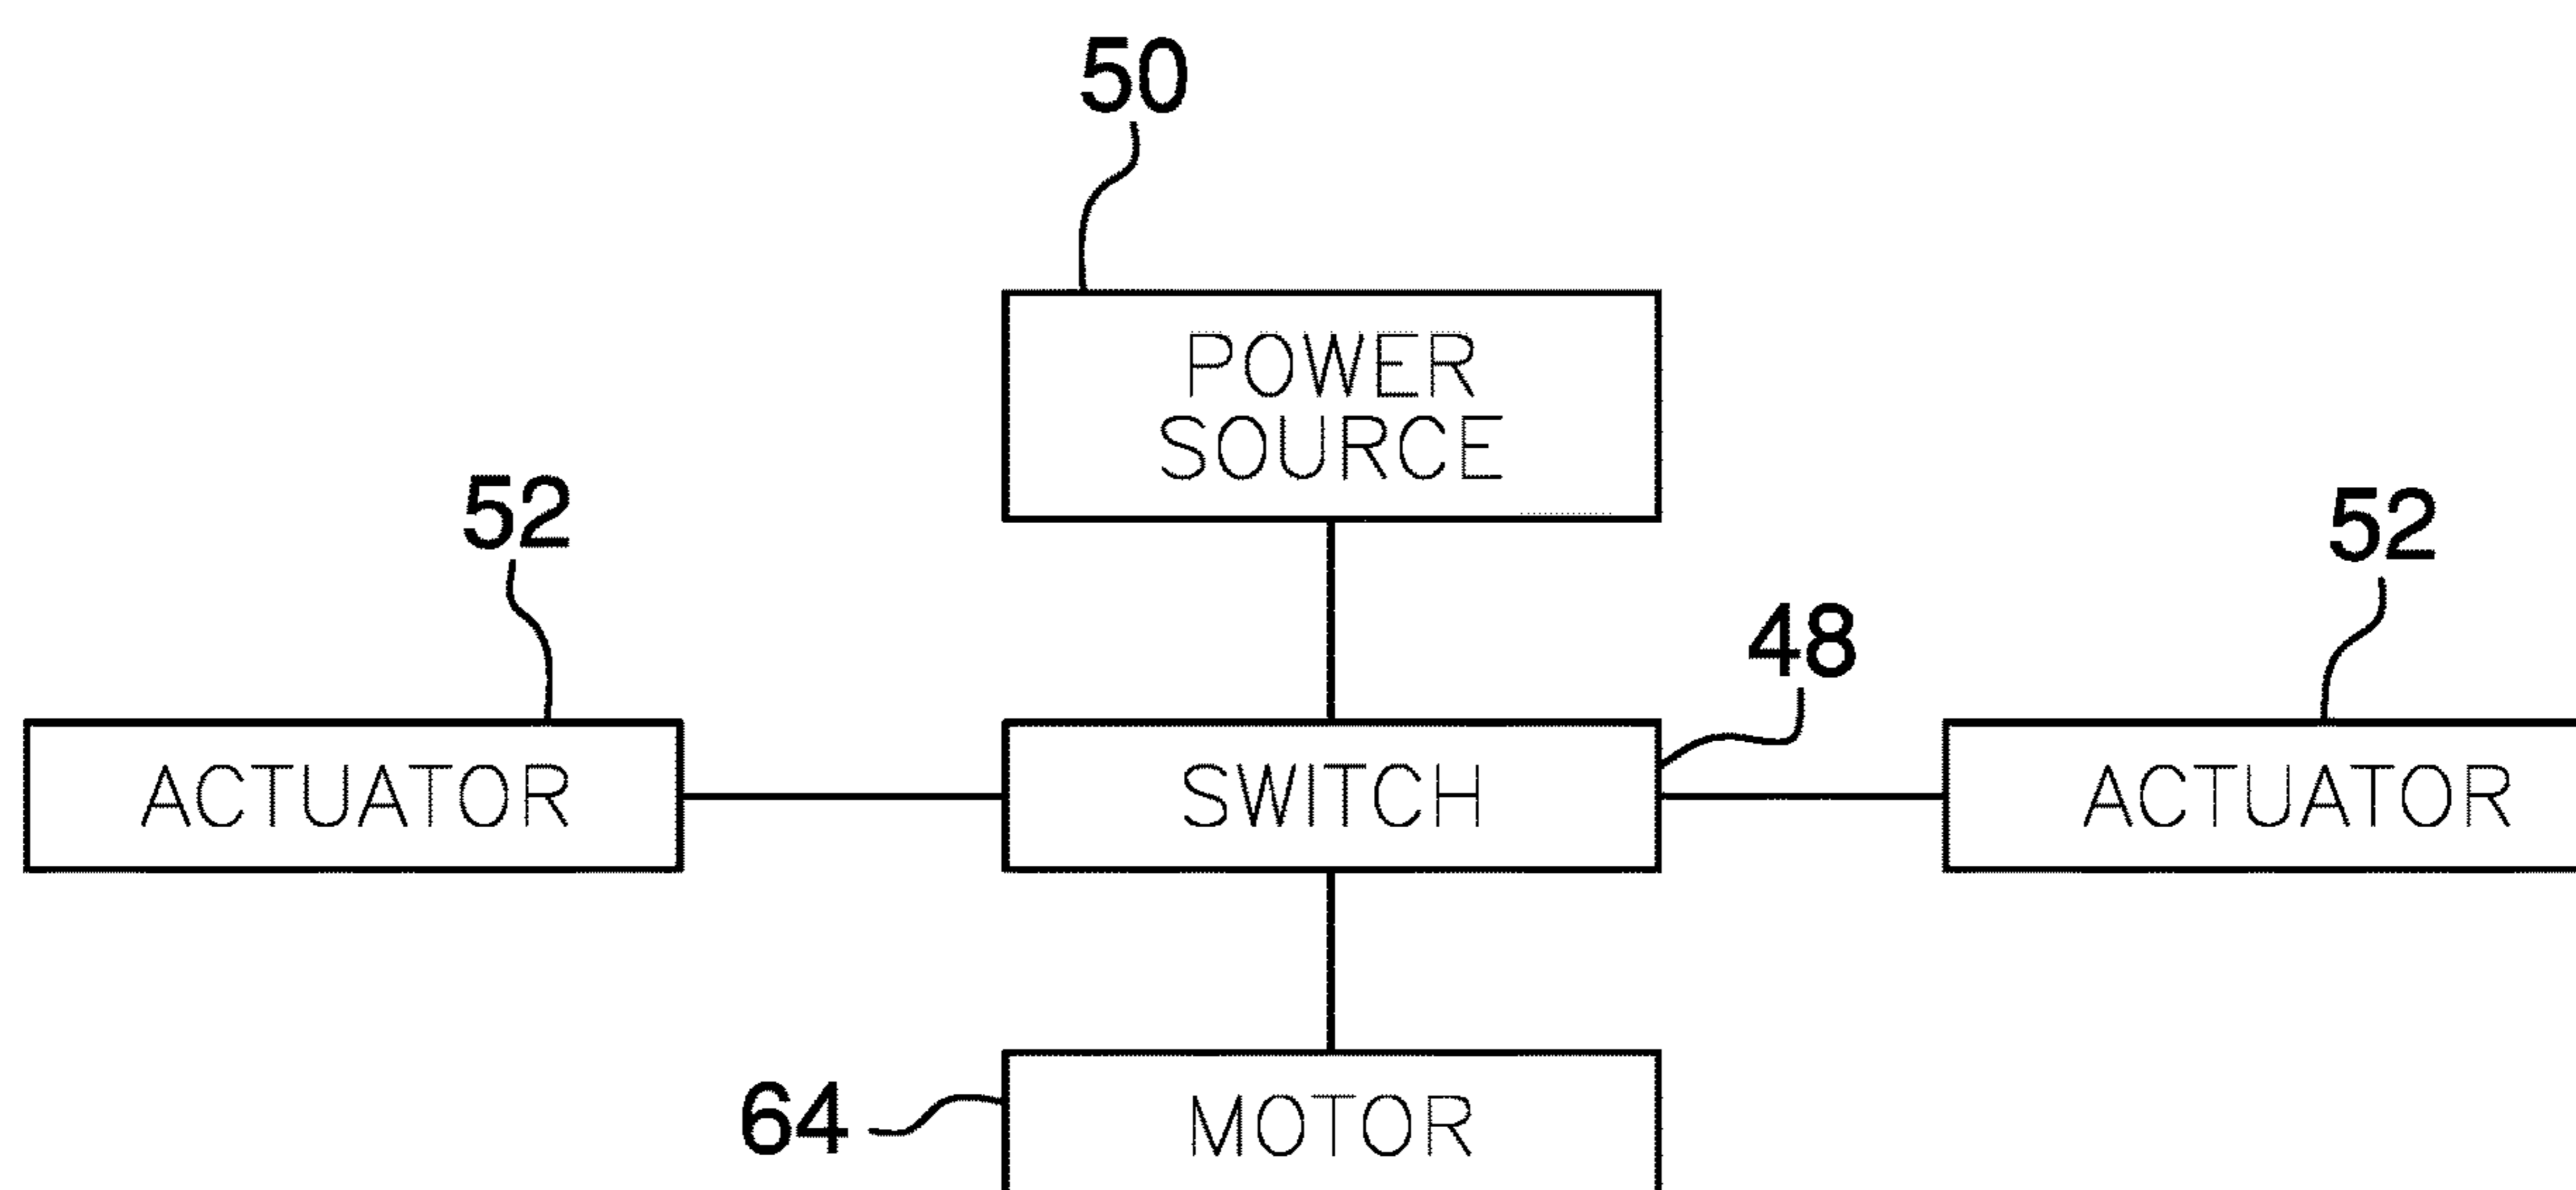 50
POWER
SOURCE
52
52
48
ACTUATOR
SWITCH
ACTUATOR
64
MOTOR